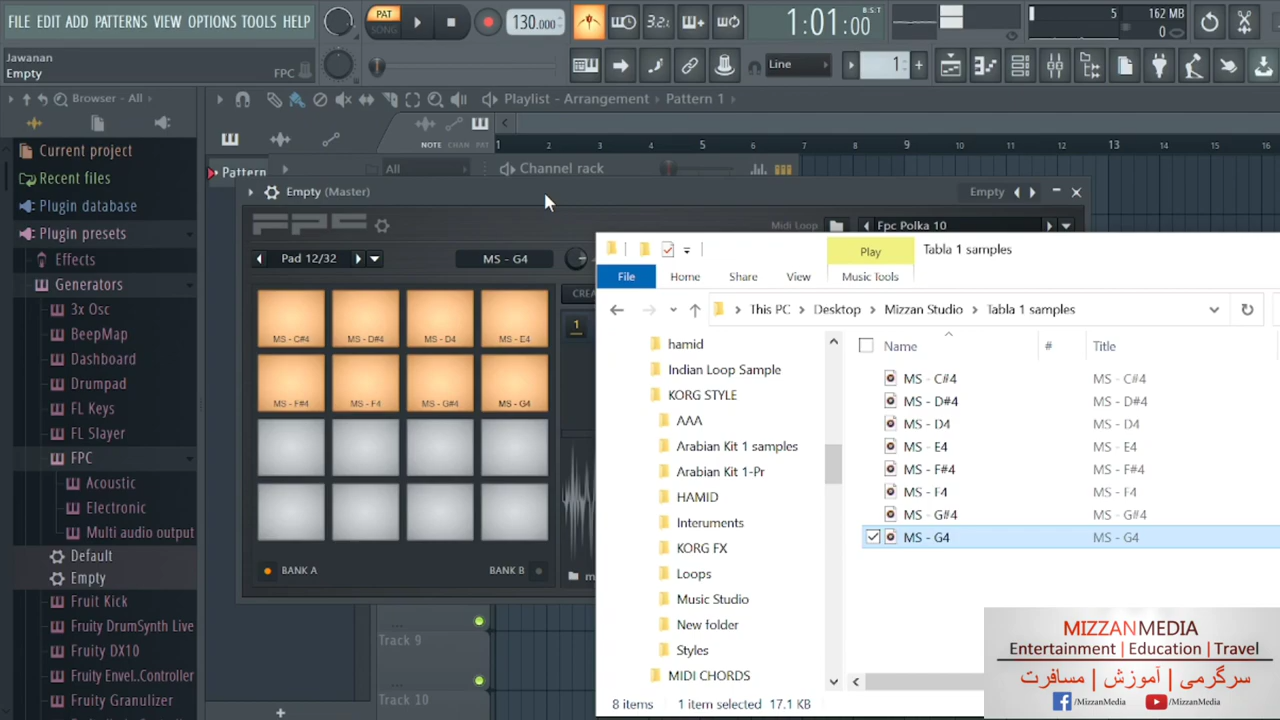 FILE EDIT ADD PATTERNS VIEW OPTIONS TOOLS HELP
PAT
SONG
130.000
3.2.
1:01:00
B:S:T
5
162 MB
0
Jawanan
Empty
FPC
Line
1
Browser - All
Playlist - Arrangement
Pattern 1
NOTE CHAN PAT
1 2 3 4 5 6 7 8 9 10 11 12 13 14 15 16
Pattern
All
Channel rack
Current project
Recent files
Plugin database
Plugin presets
Effects
Generators
3x Osc
BeepMap
Dashboard
Drumpad
FL Keys
FL Slayer
FPC
Acoustic
Electronic
Multi audio output
Default
Empty
Fruit Kick
Fruity DrumSynth Live
Fruity DX10
Fruity Envel..Controller
Fruity Granulizer
Empty (Master)
Empty
FPC
Midi Loop
Fpc Polka 10
Pad 12/32
MS - G4
MS - C#4
MS - D#4
MS - D4
MS - E4
MS - F#4
MS - F4
MS - G#4
MS - G4
CREA
1
BANK A
BANK B
Track 9
Track 10
Play
Tabla 1 samples
File
Home
Share
View
Music Tools
This PC
Desktop
Mizzan Studio
Tabla 1 samples
hamid
Indian Loop Sample
KORG STYLE
AAA
Arabian Kit 1 samples
Arabian Kit 1-Pr
HAMID
Interuments
KORG FX
Loops
Music Studio
New folder
Styles
MIDI CHORDS
Name
#
Title
MS - C#4 MS - C#4
MS - D#4 MS - D#4
MS - D4 MS - D4
MS - E4 MS - E4
MS - F#4 MS - F#4
MS - F4 MS - F4
MS - G#4 MS - G#4
MS - G4 MS - G4
8 items
1 item selected
17.1 KB
MIZZANMEDIA
Entertainment | Education | Travel
سرگرمی | آموزش | مسافرت
/MizzanMedia
/MizzanMedia